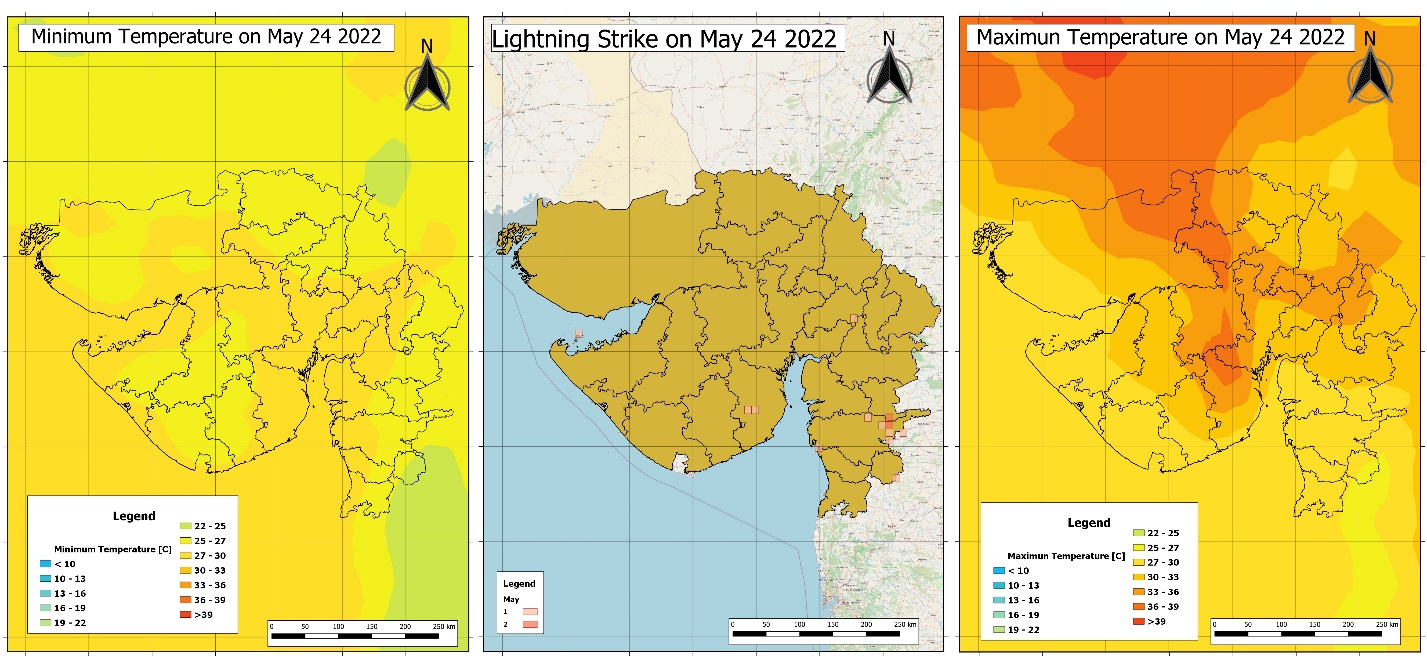 Minimum Temperature on May 24 2022
N
Legend
Minimum Temperature [C]
< 10
10 - 13
13 - 16
16 - 19
19 - 22
22 - 25
25 - 27
27 - 30
30 - 33
33 - 36
36 - 39
>39
0 50 100 150 200 250 km
Lightning Strike on May 24 2022
N
Legend
May
1
2
0 50 100 150 200 250 km
Maximun Temperature on May 24 2022
N
Legend
Maximun Temperature [C]
< 10
10 - 13
13 - 16
16 - 19
19 - 22
22 - 25
25 - 27
27 - 30
30 - 33
33 - 36
36 - 39
>39
0 50 100 150 200 250 km